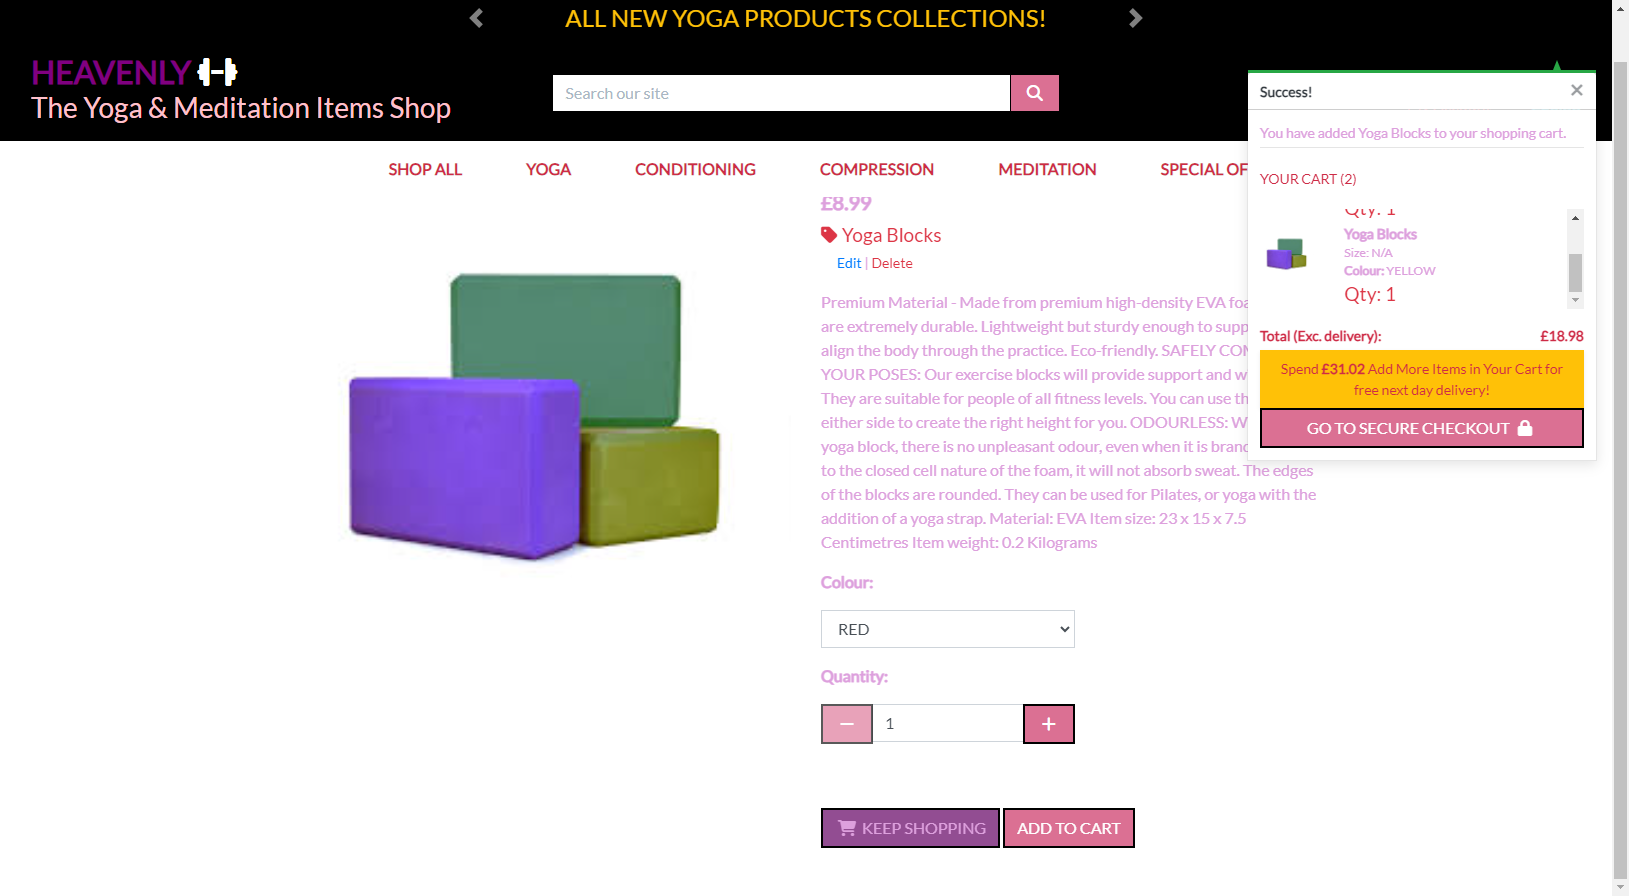 ALL NEW YOGA PRODUCTS COLLECTIONS!
HEAVENLY
The Yoga & Meditation Items Shop
Search our site
SHOP ALL YOGA CONDITIONING COMPRESSION MEDITATION SPECIAL OF
£8.99
Yoga Blocks
Edit | Delete
Premium Material - Made from premium high-density EVA
are extremely durable. Lightweight but sturdy enough to
align the body through the practice. Eco-friendly. SAFELY
YOUR POSES: Our exercise blocks will provide support and
They are suitable for people of all fitness levels. You can use
either side to create the right height for you. ODOURLESS:
yoga block, there is no unpleasant odour, even when it is
to the closed cell nature of the foam, it will not absorb sweat. The edges
of the blocks are rounded. They can be used for Pilates, or yoga with the
addition of a yoga strap. Material: EVA Item size: 23 x 15 x 7.5
Centimetres Item weight: 0.2 Kilograms
Colour:
RED
Quantity:
1
KEEP SHOPPING ADD TO CART
Success!
You have added Yoga Blocks to your shopping cart.
YOUR CART (2)
Qty: 1
Yoga Blocks
Size: N/A
Colour: YELLOW
Qty: 1
Total (Exc. delivery): £18.98
Spend £31.02 Add More Items in Your Cart for
free next day delivery!
GO TO SECURE CHECKOUT